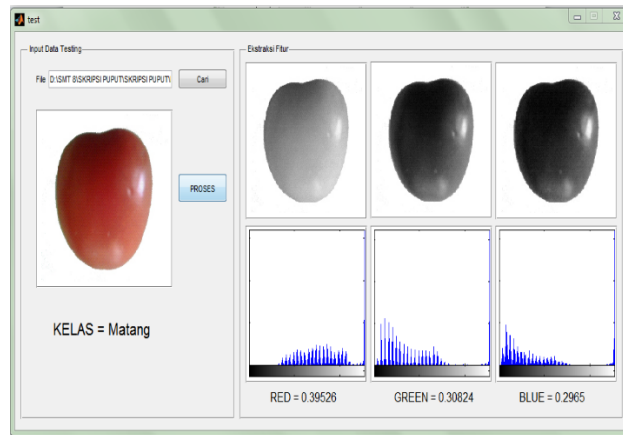 test
Input Data Testing
File D:\SMT 8\SKRIPSI PUPUT\SKRIPSI PUPUT\ Cari
PROSES
KELAS = Matang
Ekstraksi Fitur
RED = 0.39526 GREEN = 0.30824 BLUE = 0.2965